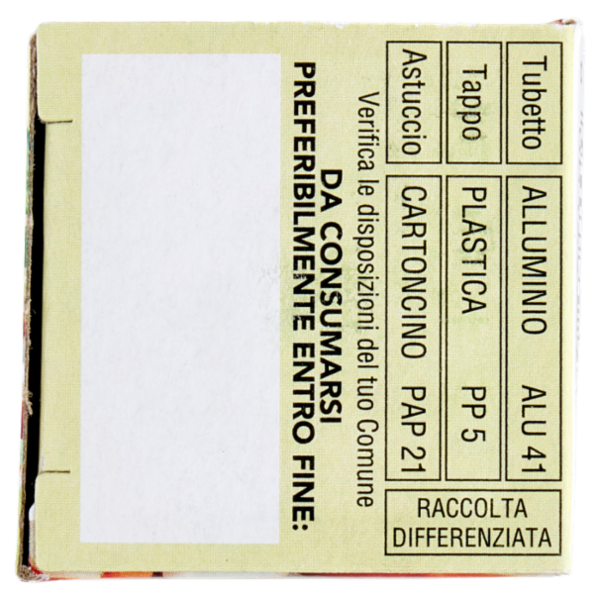 Tubetto ALLUMINIO ALU 41
Tappo PLASTICA PP 5
Astuccio CARTONCINO PAP 21
RACCOLTA
DIFFERENZIATA
Verifica le disposizioni del tuo Comune
DA CONSUMARSI
PREFERIBILMENTE ENTRO FINE: